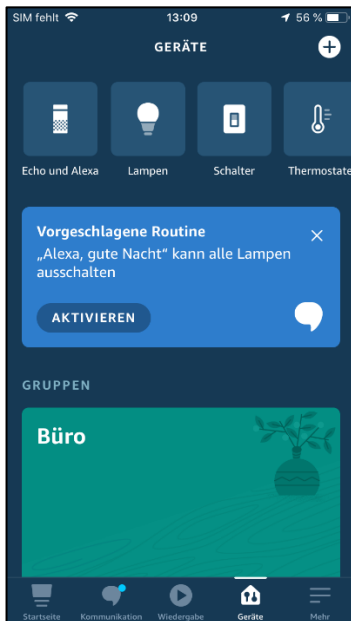 SIM fehlt 13:09 56 %
GERÄTE
Echo und Alexa Lampen Schalter Thermostate
Vorgeschlagene Routine
„Alexa, gute Nacht“ kann alle Lampen
ausschalten
AKTIVIEREN
GRUPPEN
Büro
Startseite Kommunikation Wiedergabe Geräte Mehr